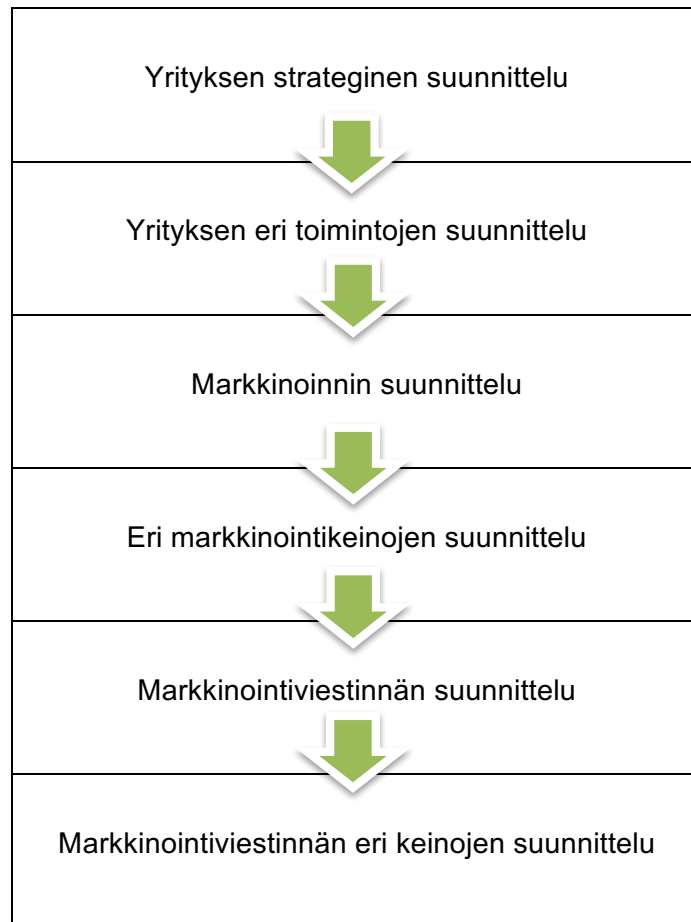 Yrityksen strateginen suunnittelu
Yrityksen eri toimintojen suunnittelu
Markkinoinnin suunnittelu
Eri markkinointikeinojen suunnittelu
Markkinointiviestinnän suunnittelu
Markkinointiviestinnän eri keinojen suunnittelu